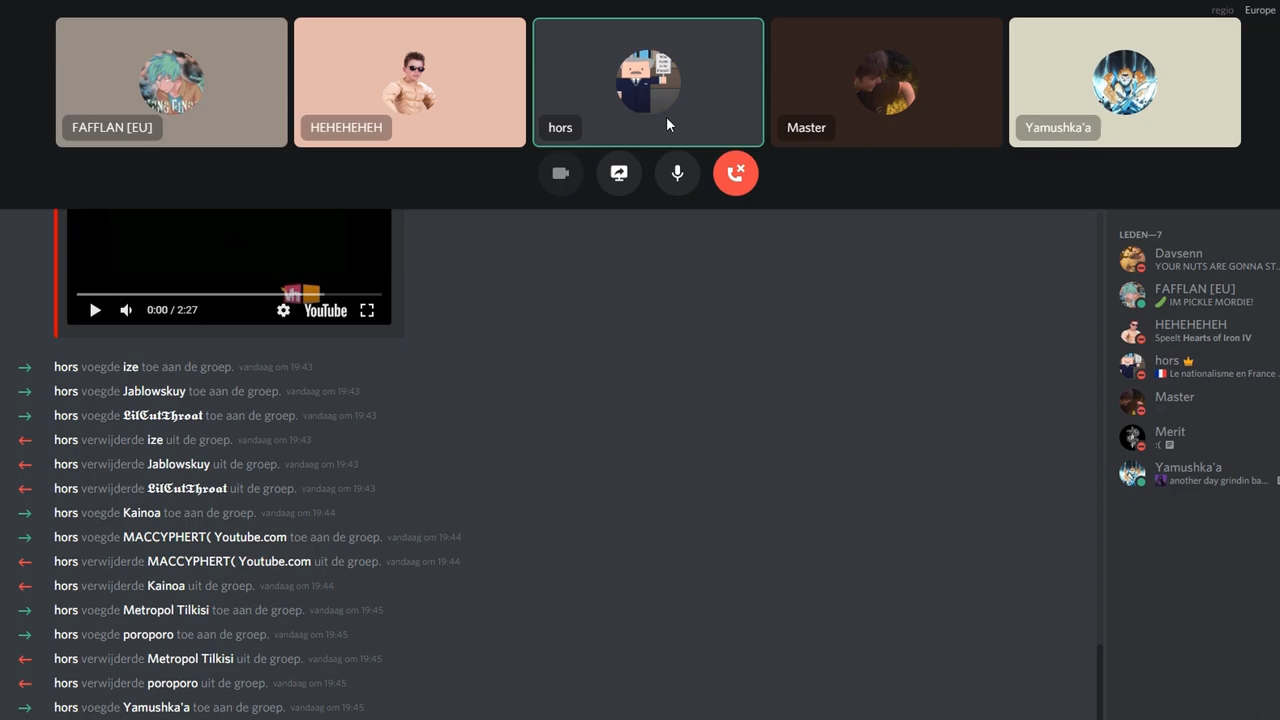 regio Europe
FAFFLAN [EU]
HEHEHEHEH
hors
Master
Yamushka'a
LEDEN—7
Davsenn
YOUR NUTS ARE GONNA ST...
FAFFLAN [EU]
IM PICKLE MORDIE!
HEHEHEHEH
Speelt Hearts of Iron IV
hors
Le nationalisme en France ...
Master
Merit
:(
Yamushka'a
another day grindin ba...
0:00 / 2:27
YouTube
hors voegde ize toe aan de groep. vandaag om 19:43
hors voegde Jablowskuy toe aan de groep. vandaag om 19:43
hors voegde 𝕷𝖎𝖑𝕮𝖚𝖙𝕿𝖍𝖗𝖔𝖆𝖙 toe aan de groep. vandaag om 19:43
hors verwijderde ize uit de groep. vandaag om 19:43
hors verwijderde Jablowskuy uit de groep. vandaag om 19:43
hors verwijderde 𝕷𝖎𝖑𝕮𝖚𝖙𝕿𝖍𝖗𝖔𝖆𝖙 uit de groep. vandaag om 19:43
hors voegde Kainoa toe aan de groep. vandaag om 19:44
hors voegde MACCYPHERT( Youtube.com toe aan de groep. vandaag om 19:44
hors verwijderde MACCYPHERT( Youtube.com uit de groep. vandaag om 19:44
hors verwijderde Kainoa uit de groep. vandaag om 19:44
hors voegde Metropol Tilkisi toe aan de groep. vandaag om 19:45
hors voegde poroporo toe aan de groep. vandaag om 19:45
hors verwijderde Metropol Tilkisi uit de groep. vandaag om 19:45
hors verwijderde poroporo uit de groep. vandaag om 19:45
hors voegde Yamushka'a toe aan de groep. vandaag om 19:45